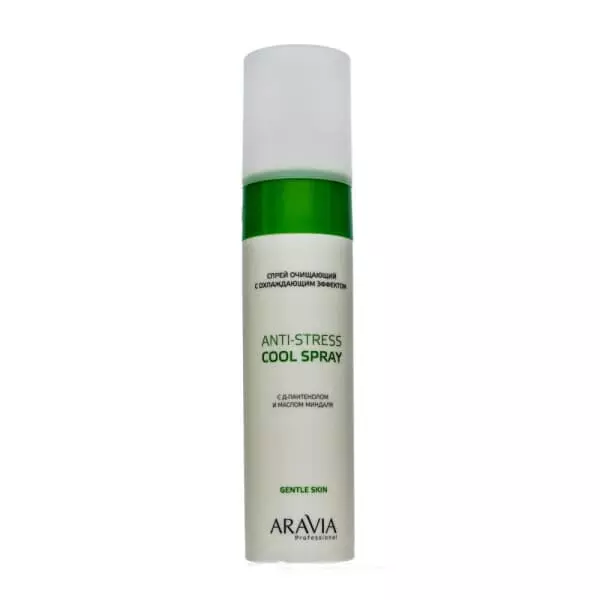 СПРЕЙ ОЧИЩАЮЩИЙ
С ОХЛАЖДАЮЩИМ ЭФФЕКТОМ
ANTI-STRESS
COOL SPRAY
С Д-ПАНТЕНОЛОМ
И МАСЛОМ МИНДАЛЯ
GENTLE SKIN
ARAVIA
Professional